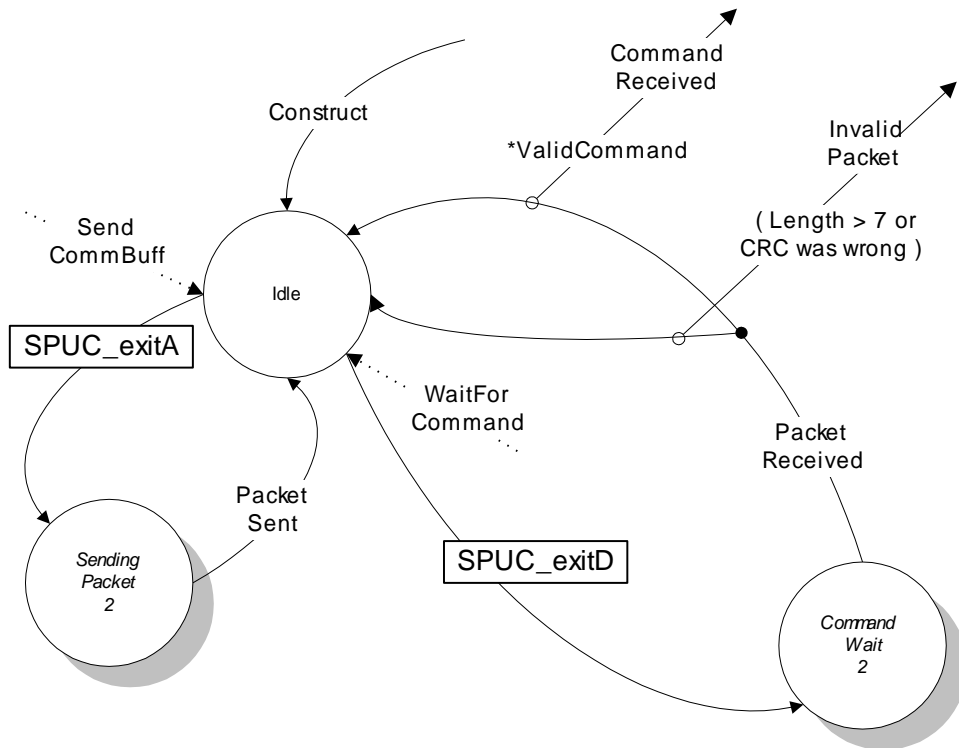 Command
Received
Construct
Invalid
Packet
*ValidCommand
( Length > 7 or
CRC was wrong )
Send
CommBuff
Idle
SPUC_exitA
WaitFor
Command
Packet
Received
Packet
Sent
SPUC_exitD
Sending
Packet
2
Command
Wait
2